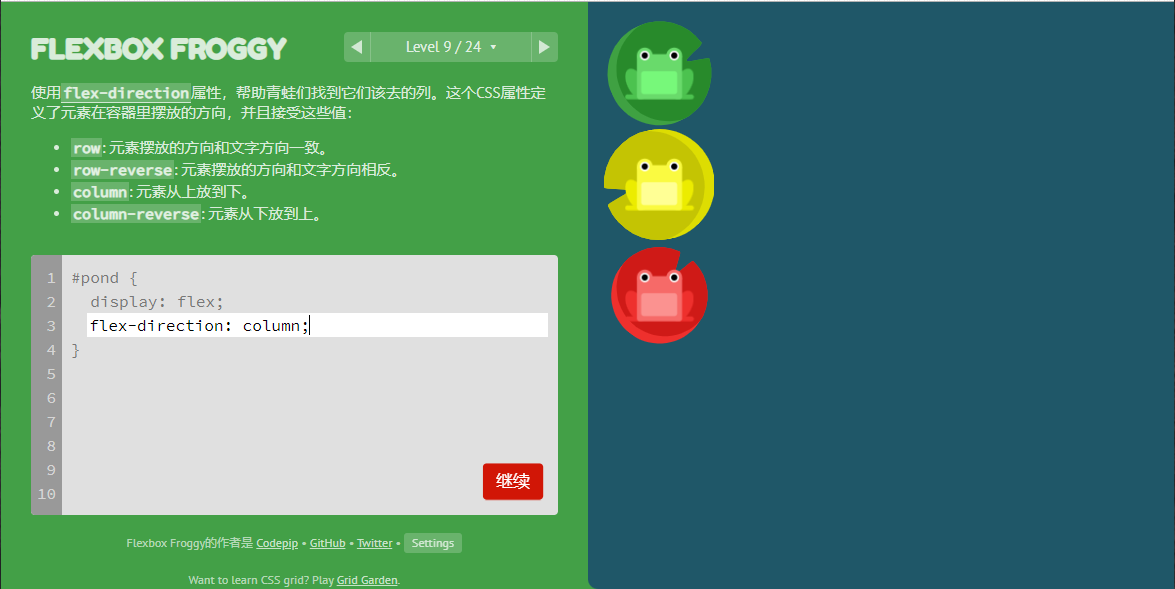 FLEXBOX FROGGY
Level 9 / 24
使用flex-direction属性，帮助青蛙们找到它们该去的列。这个CSS属性定
义了元素在容器里摆放的方向，并且接受这些值：
row: 元素摆放的方向和文字方向一致。
row-reverse: 元素摆放的方向和文字方向相反。
column: 元素从上放到下。
column-reverse: 元素从下放到上。
1 #pond {
2 display: flex;
3 flex-direction: column;
4 }
5
6
7
8
9
10
继续
Flexbox Froggy的作者是 Codepip • GitHub • Twitter • Settings
Want to learn CSS grid? Play Grid Garden.